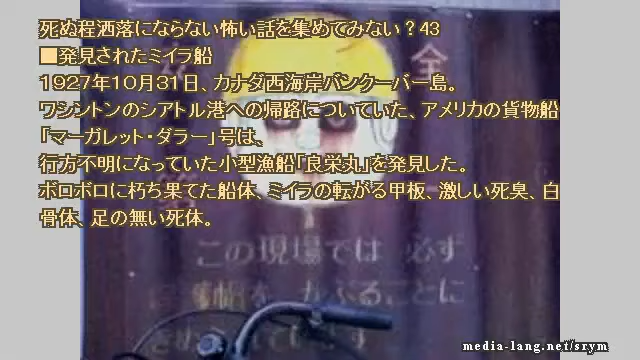 死ぬ程洒落にならない怖い話を集めてみない？43
■発見されたミイラ船
１９２７年１０月３１日、カナダ西海岸バンクーバー島。
ワシントンのシアトル港への帰路についていた、アメリカの貨物船
「マーガレット・ダラー」号は、
行方不明になっていた小型漁船「良栄丸」を発見した。
ボロボロに朽ち果てた船体、ミイラの転がる甲板、激しい死臭、白
骨体、足の無い死体。
全
この現場では 必ず
帽を かぶることに
media-lang.net/srym